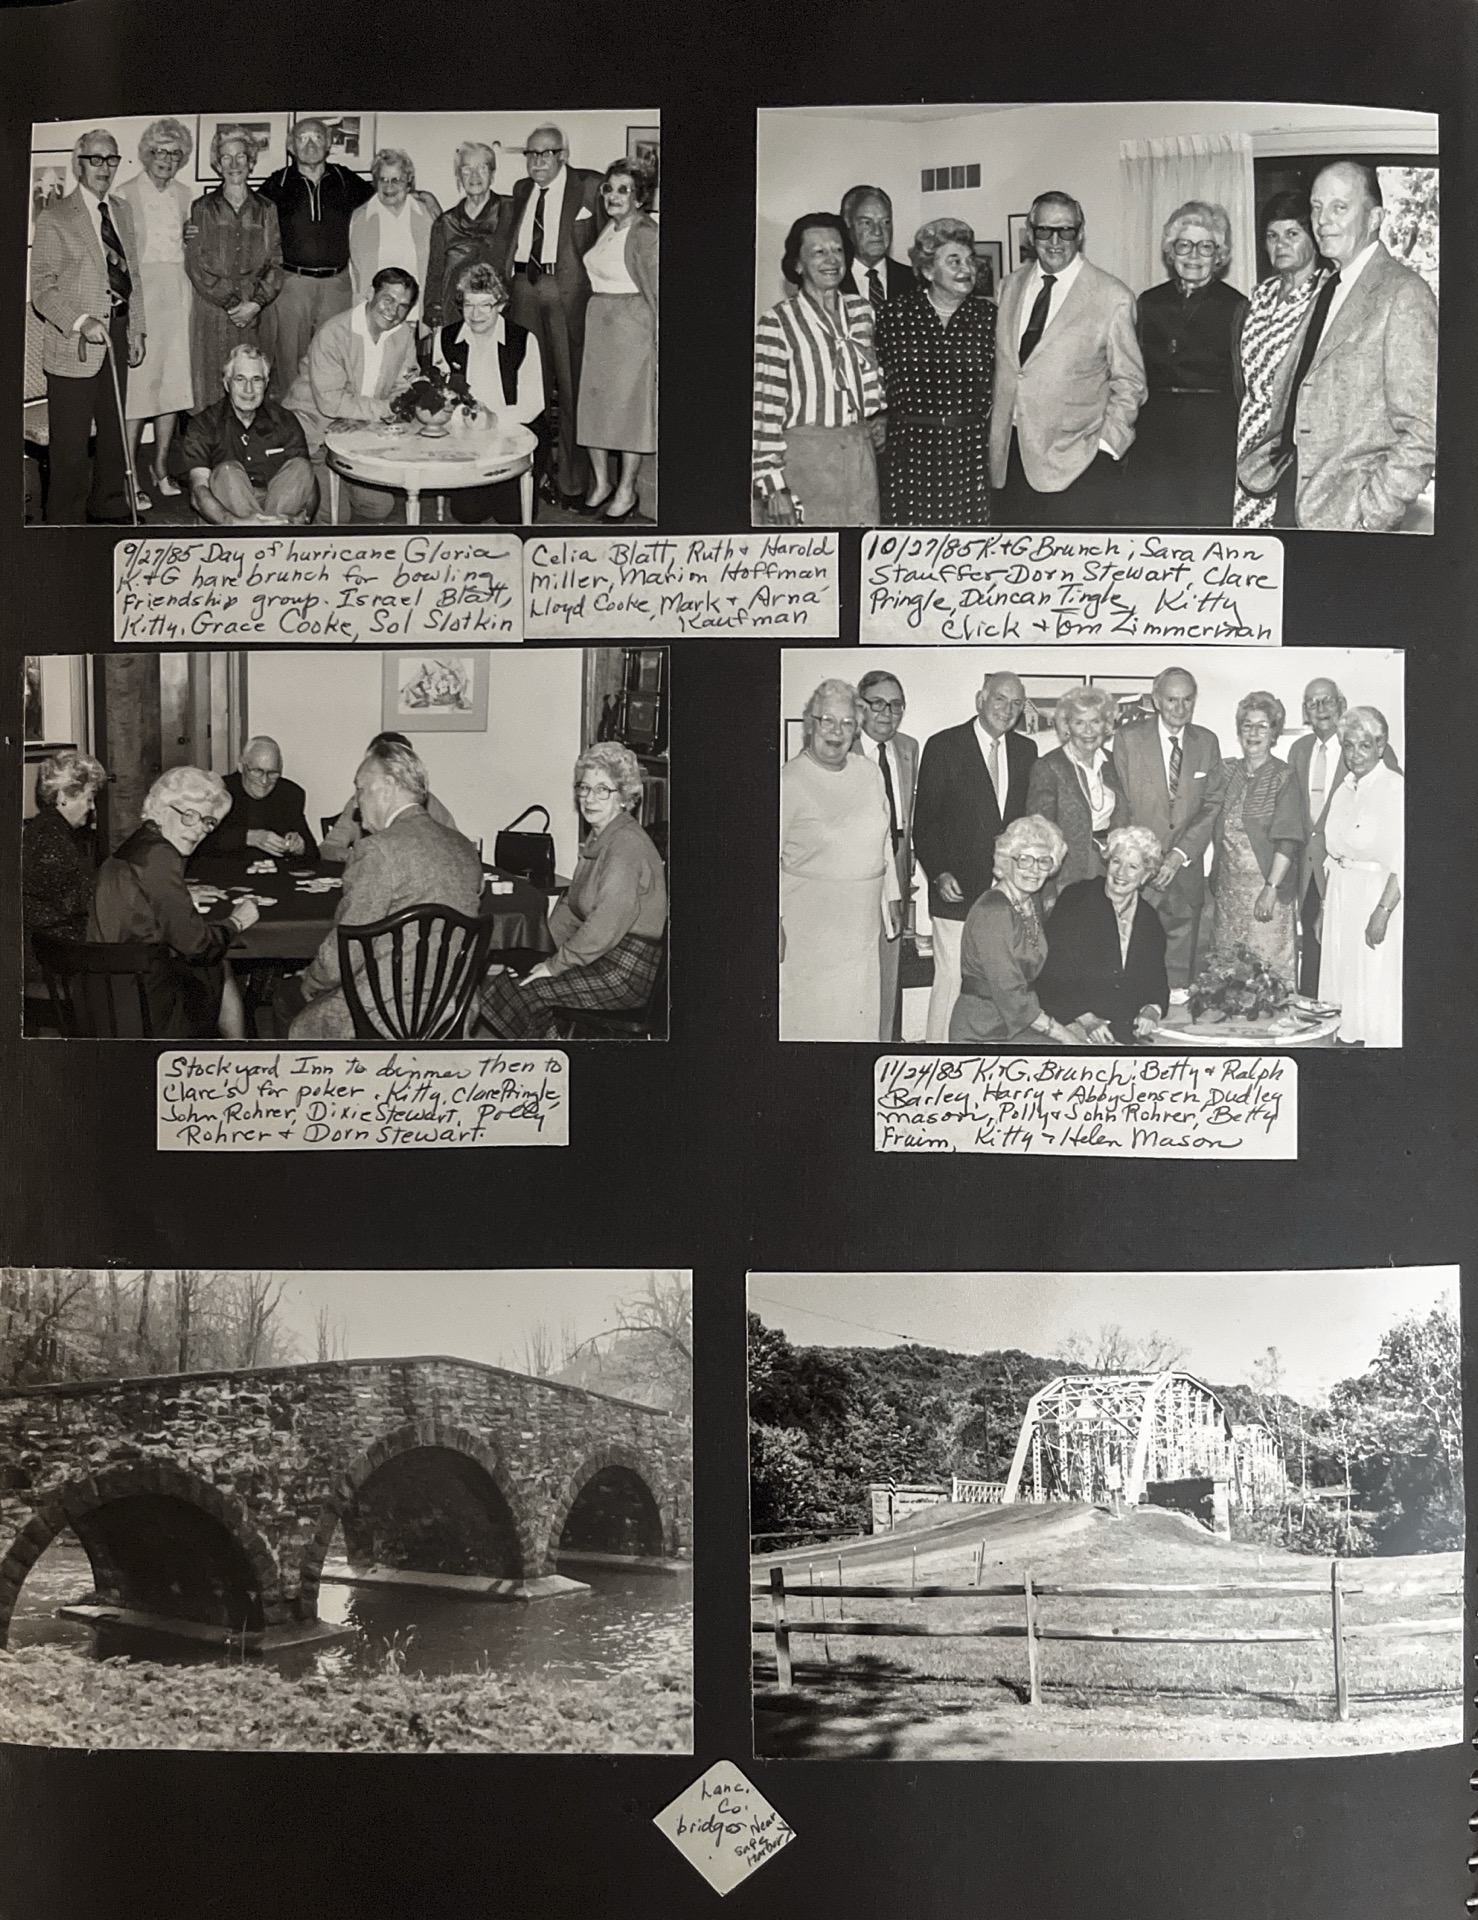 9/27/85 Day of hurricane Gloria
K.+G have brunch for bowling
Friendship group. Israel Blatt,
Kitty, Grace Cooke, Sol Slotkin
Celia Blatt, Ruth + Harold
Miller, Marion Hoffman
Lloyd Cooke, Mark + Arna
Kaufman
10/27/85 K.+G Brunch; Sara Ann
Stauffer, Dorn Stewart, Clare
Pringle, Duncan Tingle, Kitty
Click + Tom Zimmerman
Stockyard Inn to dinner then to
Clare's for poker. Kitty, Clare Pringle,
John Rohrer, Dixie Stewart, Polly
Rohrer + Dorn Stewart.
11/24/85 K.+G. Brunch; Betty + Ralph
Barley, Harry + Abby Jensen, Dudley
Mason, Polly + John Rohrer, Betty
Fraim, Kitty + Helen Mason
Lanc.
Co.
bridges Near
Safe
Harbor